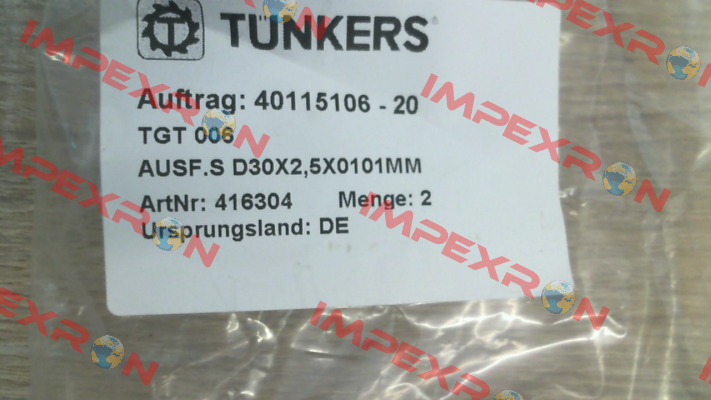 TÜNKERS
Auftrag: 40115106 - 20
TGT 006
AUSF.S D30X2,5X0101MM
ArtNr: 416304 Menge: 2
Ursprungsland: DE
IMPEXRON
IMPEXRON
IMPEXRON
IMPEXRON
IMPEXRON
IMPEXRON